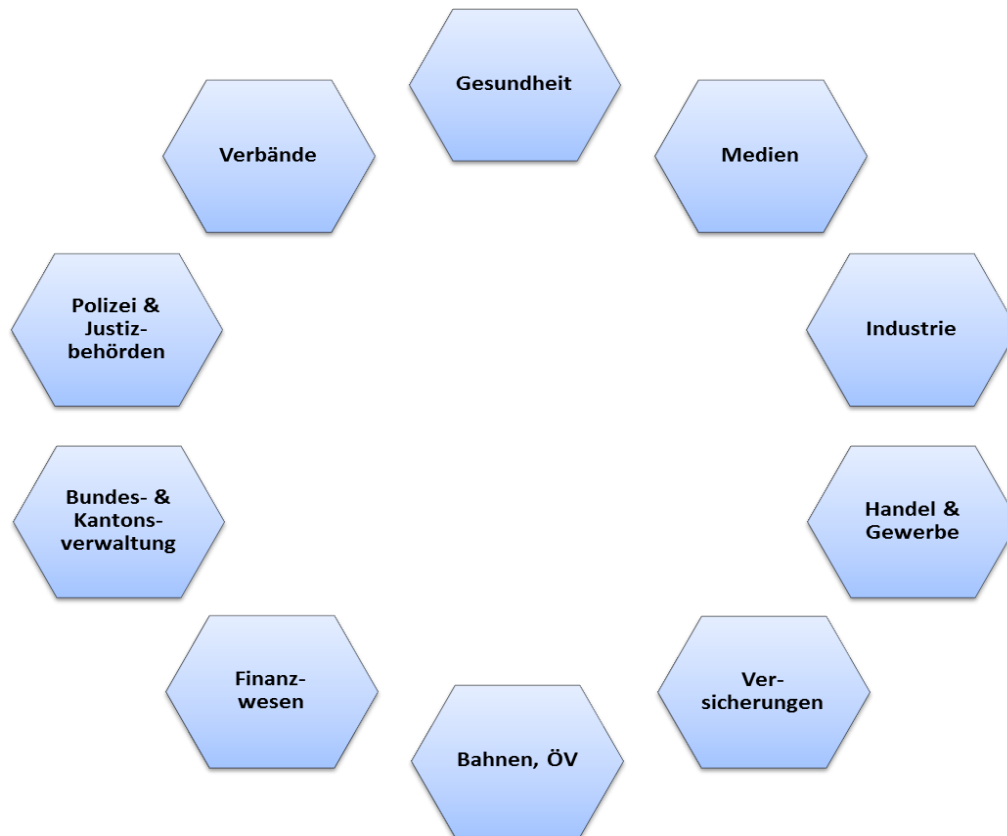 Gesundheit
Verbände
Medien
Polizei &
Justiz-
behörden
Industrie
Bundes- &
Kantons-
verwaltung
Handel &
Gewerbe
Finanz-
wesen
Ver-
sicherungen
Bahnen, ÖV